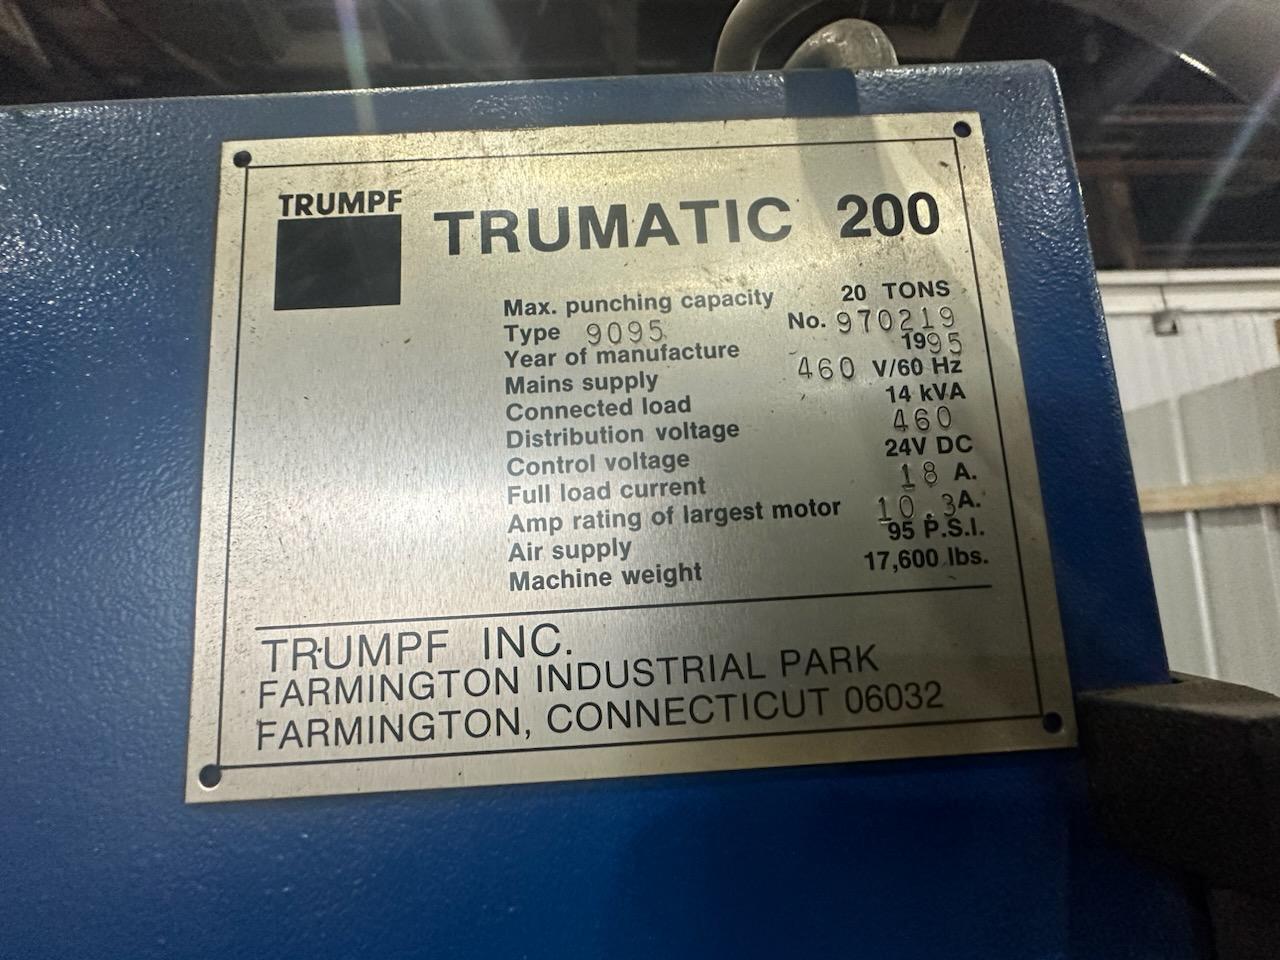 TRUMPF
TRUMATIC 200
Max. punching capacity 20 TONS
Type 9095 No. 970219
Year of manufacture 1995
Mains supply 460 V/60 Hz
Connected load 14 kVA
Distribution voltage 460
Control voltage 24V DC
Full load current 18 A.
Amp rating of largest motor 10.3A.
Air supply 95 P.S.I.
Machine weight 17,600 lbs.
TRUMPF INC.
FARMINGTON INDUSTRIAL PARK
FARMINGTON, CONNECTICUT 06032